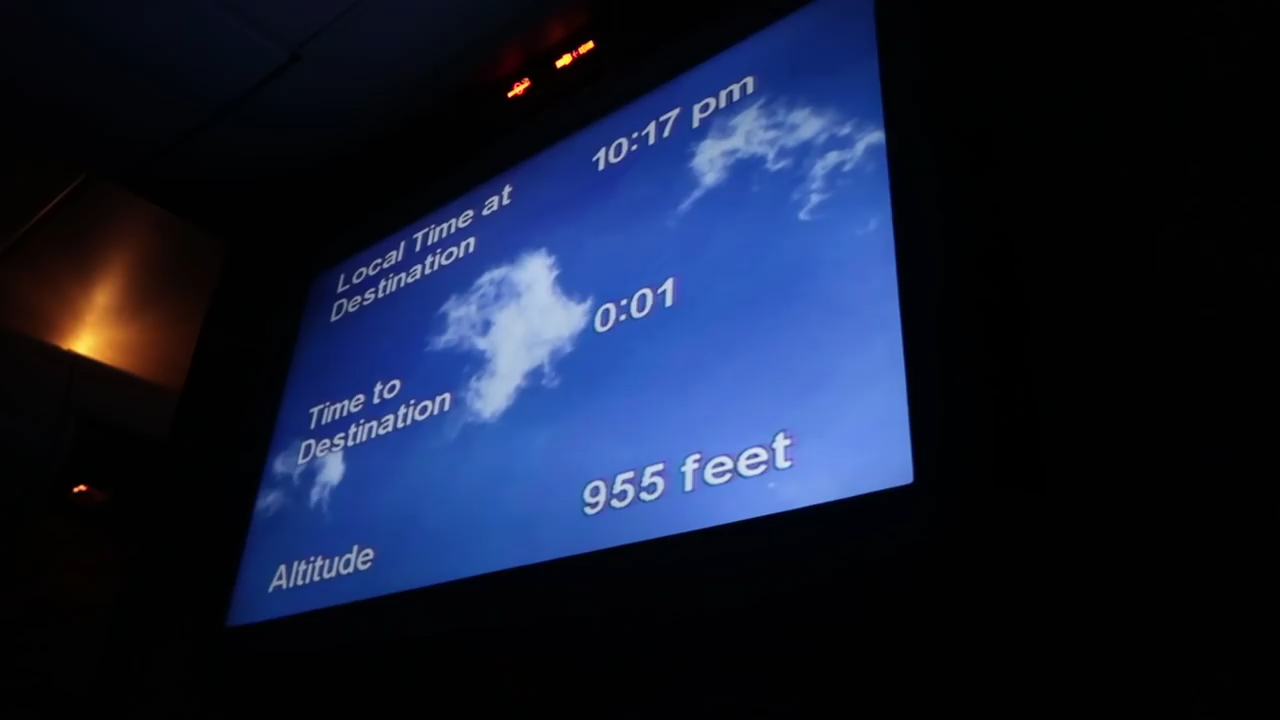 Local Time at
Destination
10:17 pm
Time to
Destination
0:01
Altitude
955 feet